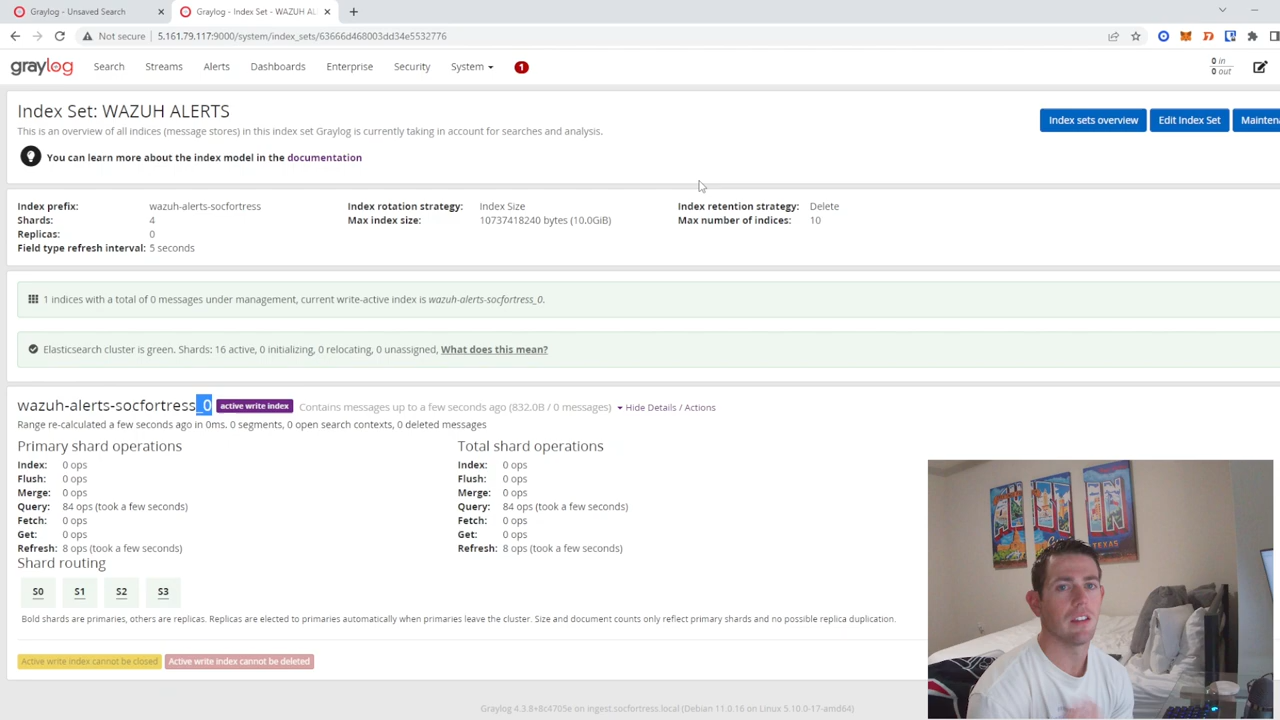 Graylog - Unsaved Search
Graylog - Index Set - WAZUH AL
Not secure
5.161.79.117:9000/system/index_sets/63666d468003dd34e5532776
graylog
Search
Streams
Alerts
Dashboards
Enterprise
Security
System
1
0 in
0 out
Index Set: WAZUH ALERTS
This is an overview of all indices (message stores) in this index set Graylog is currently taking in account for searches and analysis.
Index sets overview
Edit Index Set
Maintena
You can learn more about the index model in the documentation
Index prefix: wazuh-alerts-socfortress
Shards: 4
Replicas: 0
Field type refresh interval: 5 seconds
Index rotation strategy: Index Size
Max index size: 10737418240 bytes (10.0GiB)
Index retention strategy: Delete
Max number of indices: 10
1 indices with a total of 0 messages under management, current write-active index is wazuh-alerts-socfortress_0.
Elasticsearch cluster is green. Shards: 16 active, 0 initializing, 0 relocating, 0 unassigned, What does this mean?
wazuh-alerts-socfortress_0 active write index Contains messages up to a few seconds ago (832.0B / 0 messages) Hide Details / Actions
Range re-calculated a few seconds ago in 0ms. 0 segments, 0 open search contexts, 0 deleted messages
Primary shard operations
Index: 0 ops
Flush: 0 ops
Merge: 0 ops
Query: 84 ops (took a few seconds)
Fetch: 0 ops
Get: 0 ops
Refresh: 8 ops (took a few seconds)
Total shard operations
Index: 0 ops
Flush: 0 ops
Merge: 0 ops
Query: 84 ops (took a few seconds)
Fetch: 0 ops
Get: 0 ops
Refresh: 8 ops (took a few seconds)
Shard routing
S0
S1
S2
S3
Bold shards are primaries, others are replicas. Replicas are elected to primaries automatically when primaries leave the cluster. Size and document counts only reflect primary shards and no possible replica duplication.
Active write index cannot be closed
Active write index cannot be deleted
Graylog 4.3.8+8c4705e on ingest.socfortress.local (Debian 11.0.16 on Linux 5.10.0-17-amd64)
AUSTIN
TEXAS